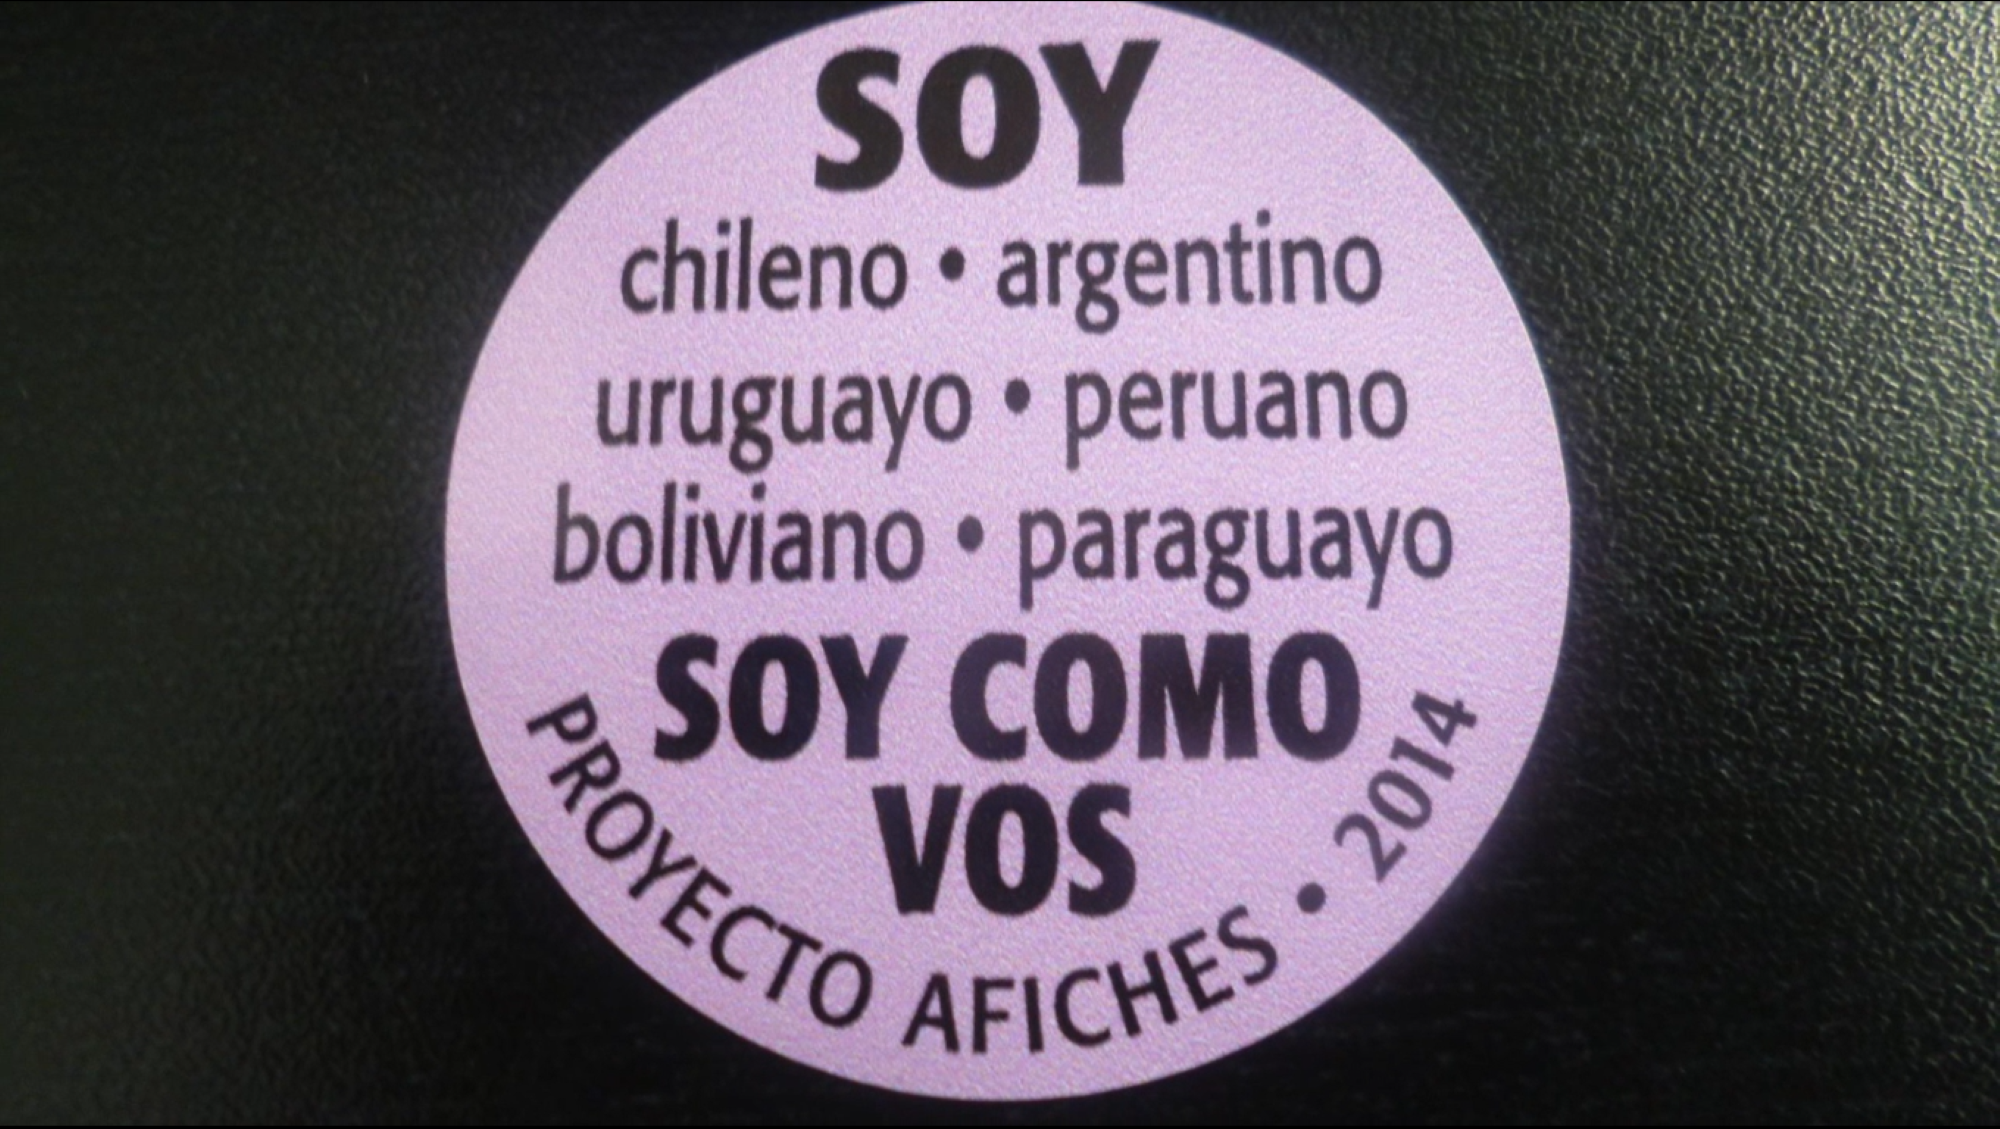 SOY
chileno • argentino
uruguayo • peruano
boliviano • paraguayo
SOY COMO
VOS
PROYECTO AFICHES • 2014